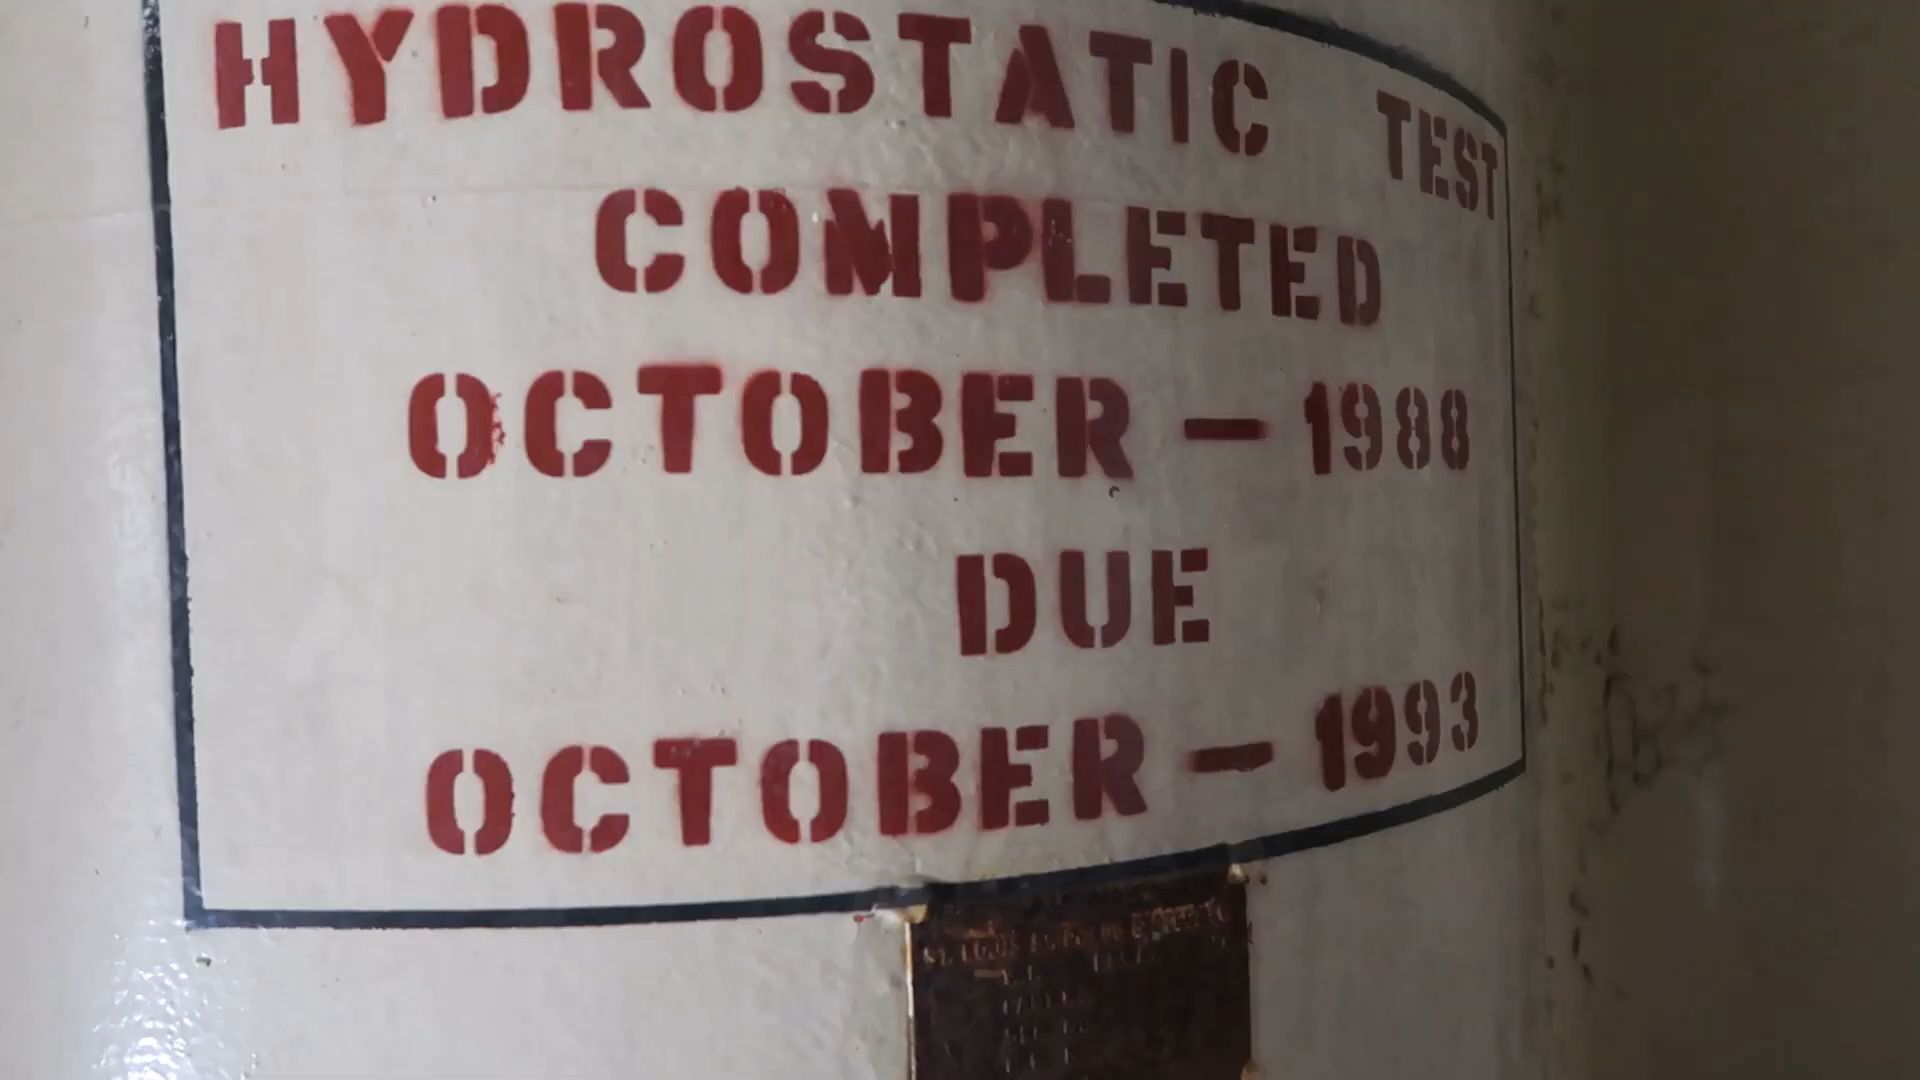 HYDROSTATIC TEST
COMPLETED
OCTOBER - 1988
DUE
OCTOBER - 1993